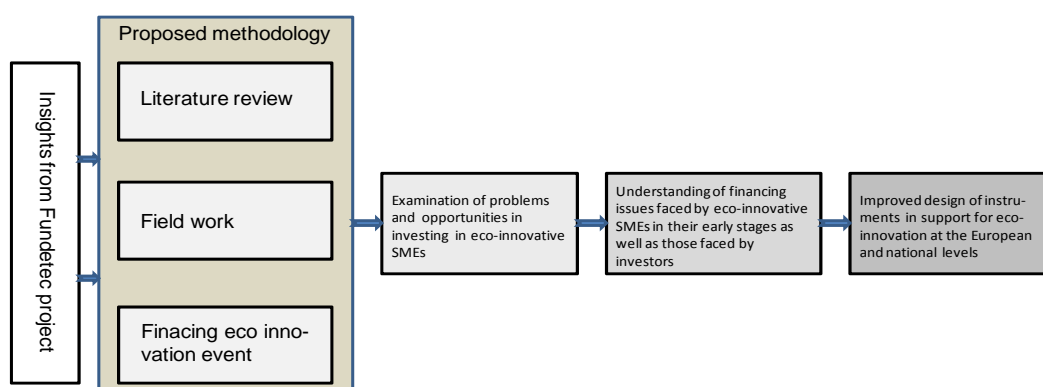 Insights from Fundetec project
Proposed methodology
Literature review
Field work
Finacing eco inno-
vation event
Examination of problems
and opportunities in
investing in eco-innovative
SMEs
Understanding of financing
issues faced by eco-innovative
SMEs in their early stages as
well as those faced by
investors
Improved design of instru-
ments in support for eco-
innovation at the European
and national levels